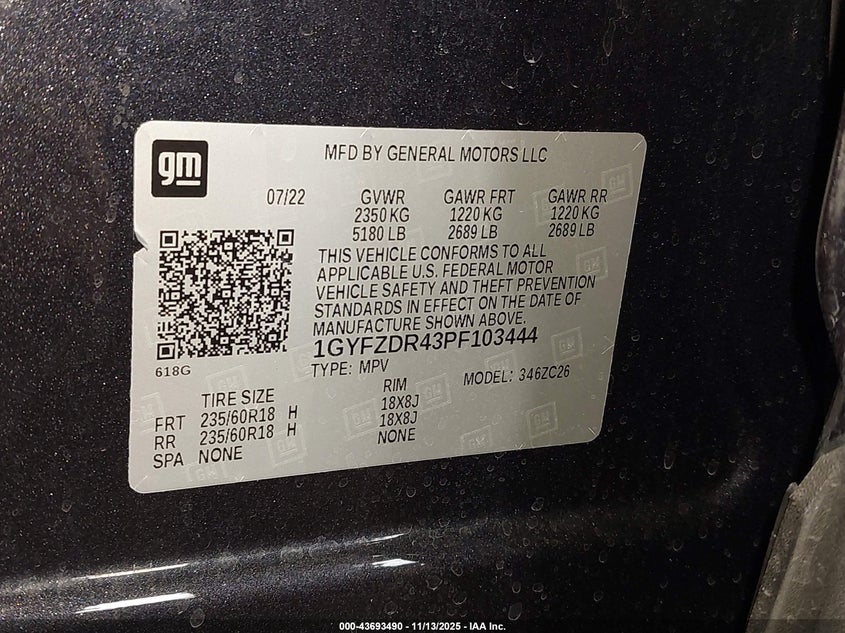 gm
MFD BY GENERAL MOTORS LLC
07/22 GVWR GAWR FRT GAWR RR
2350 KG 1220 KG 1220 KG
5180 LB 2689 LB 2689 LB
THIS VEHICLE CONFORMS TO ALL
APPLICABLE U.S. FEDERAL MOTOR
VEHICLE SAFETY AND THEFT PREVENTION
STANDARDS IN EFFECT ON THE DATE OF
MANUFACTURE SHOWN ABOVE.
1GYFZDR43PF103444
618G
TYPE: MPV MODEL: 346ZC26
TIRE SIZE RIM
FRT 235/60R18 H 18X8J
RR 235/60R18 H 18X8J
SPA NONE NONE
000-43693490 - 11/13/2025 - IAA Inc.